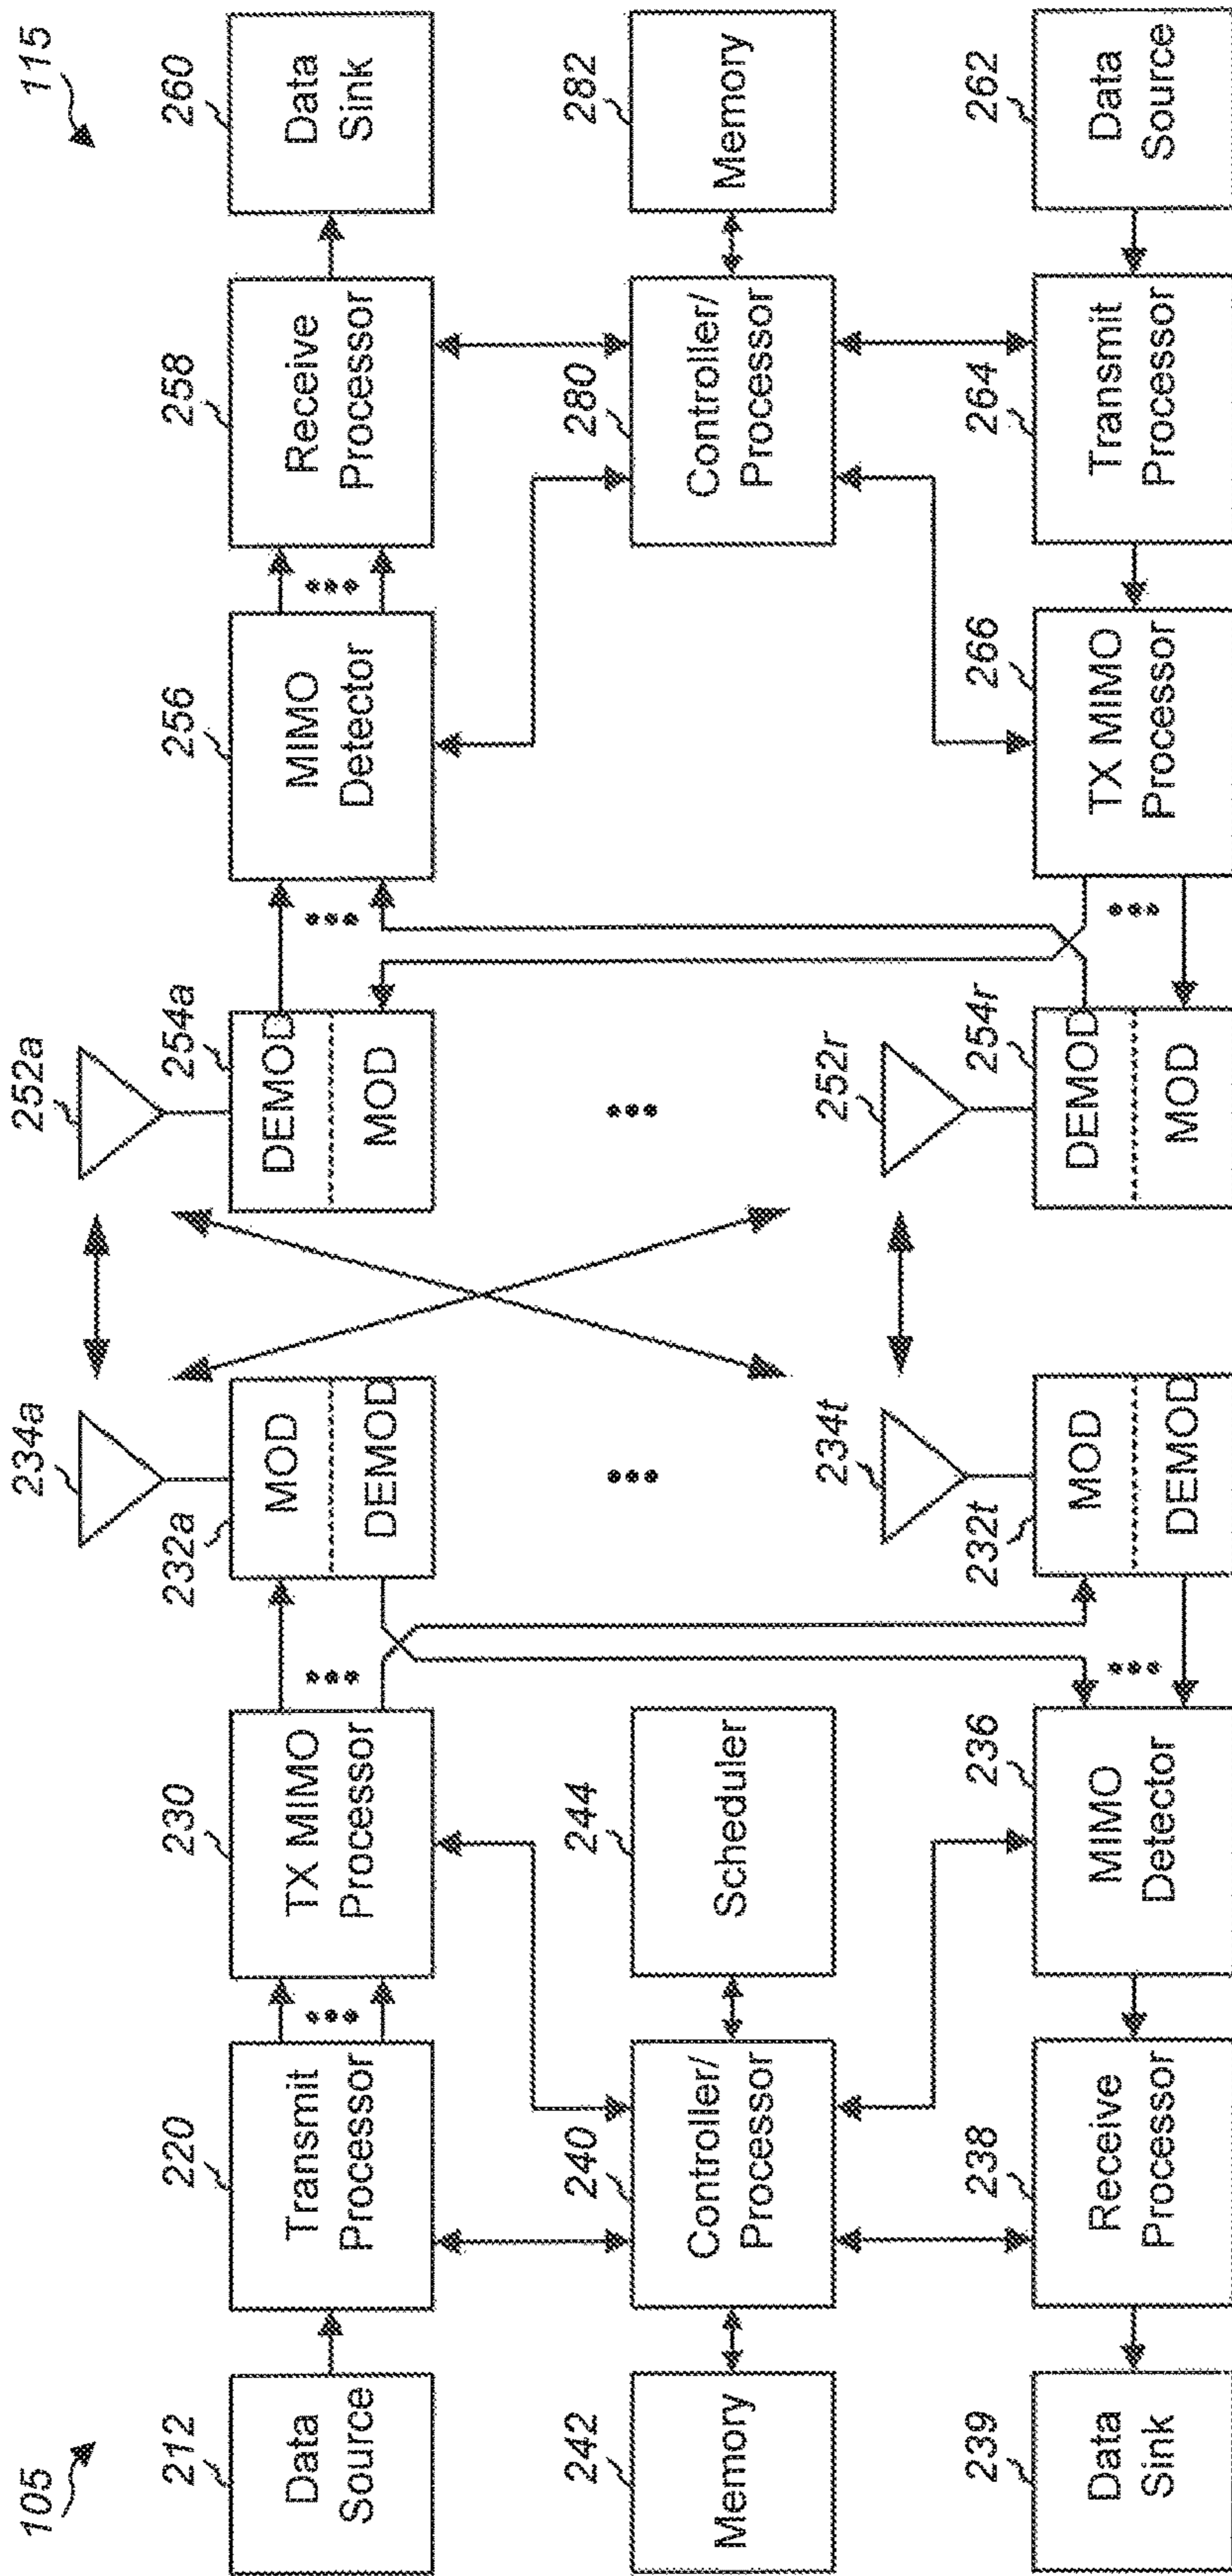 105
115
212
Data
Source
220
Transmit
Processor
230
TX MIMO
Processor
232a
MOD
DEMOD
234a
252a
254a
DEMOD
MOD
256
MIMO
Detector
258
Receive
Processor
260
Data
Sink
242
Memory
240
Controller/
Processor
244
Scheduler
280
Controller/
Processor
282
Memory
239
Data
Sink
238
Receive
Processor
236
MIMO
Detector
232t
MOD
DEMOD
234t
252r
254r
DEMOD
MOD
266
TX MIMO
Processor
264
Transmit
Processor
262
Data
Source